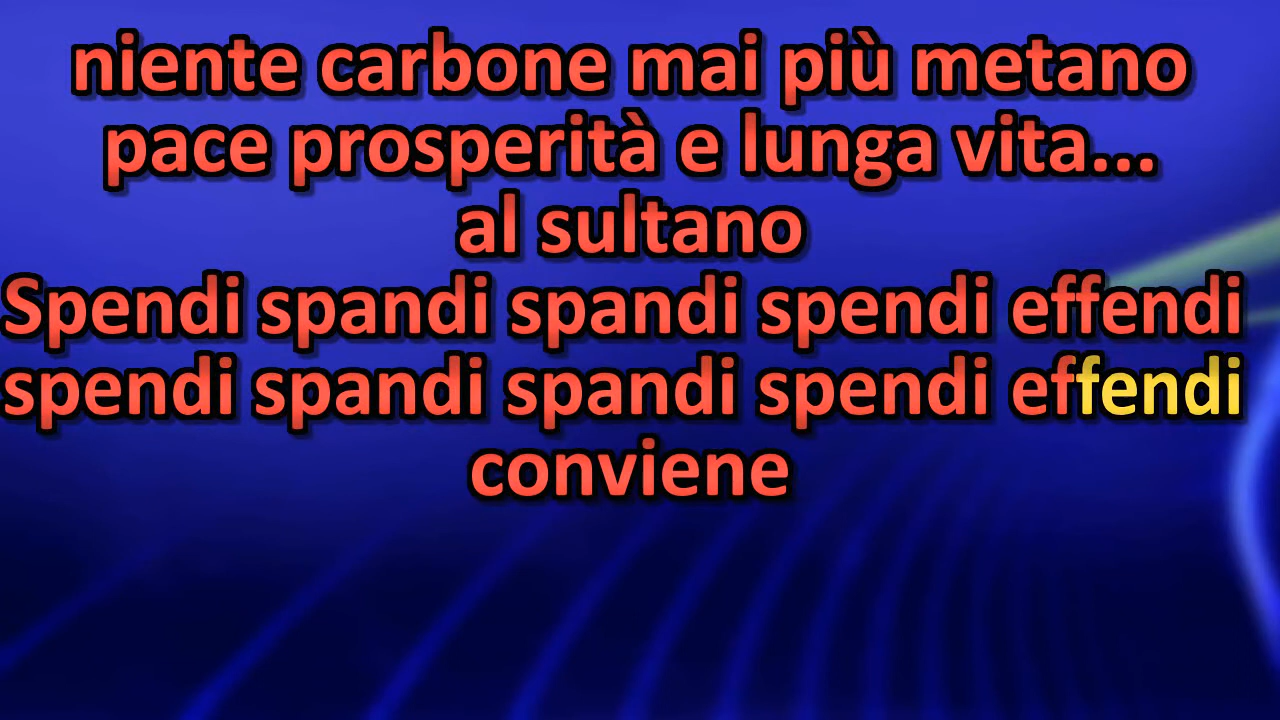 niente carbone mai più metano
pace prosperità e lunga vita...
al sultano
Spendi spandi spandi spendi effendi
spendi spandi spandi spendi effendi
conviene